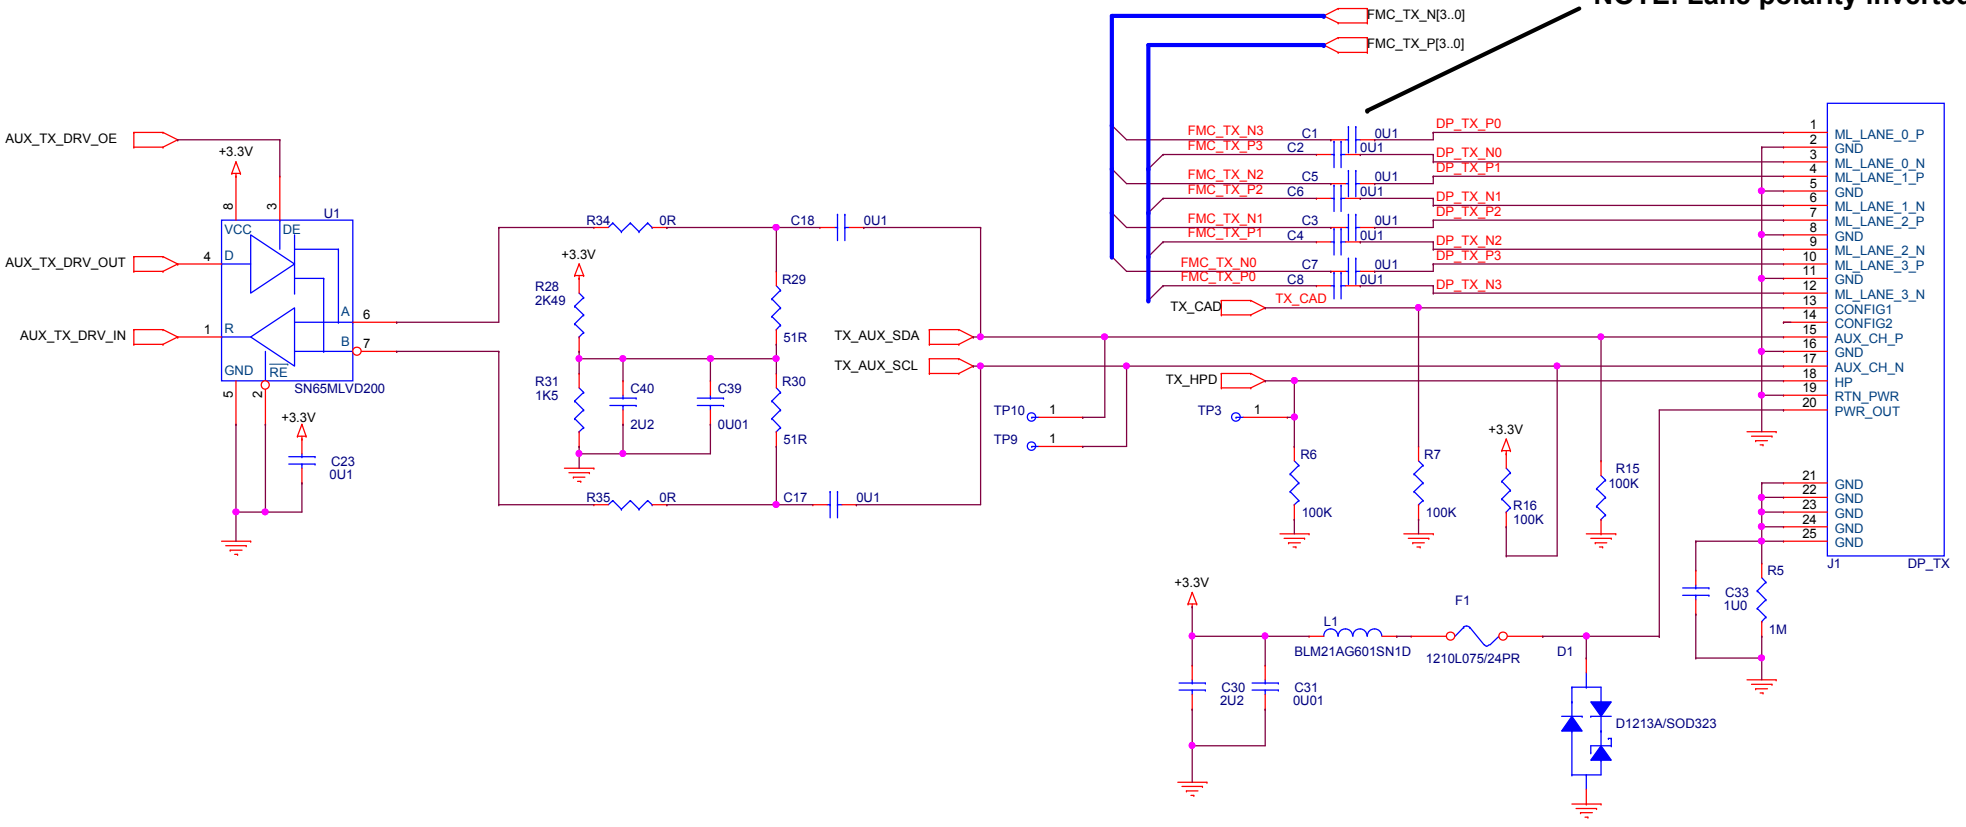 NOTE: Lane polarity inverted
FMC_TX_N[3..0]
FMC_TX_P[3..0]
AUX_TX_DRV_OE
+3.3V
8
3
U1
VCC
DE
AUX_TX_DRV_OUT
4
D
A
6
AUX_TX_DRV_IN
1
R
B
7
GND
RE
SN65MLVD200
5
2
+3.3V
C23
0U1
R34
0R
C18
0U1
+3.3V
R28
2K49
R29
51R
R31
1K5
C40
2U2
C39
0U01
R30
51R
R35
0R
C17
0U1
TX_AUX_SDA
TX_AUX_SCL
TP10
1
TP9
1
FMC_TX_N3
C1
0U1
DP_TX_P0
FMC_TX_P3
C2
0U1
DP_TX_N0
FMC_TX_N2
C5
0U1
DP_TX_P1
FMC_TX_P2
C6
0U1
DP_TX_N1
FMC_TX_N1
C3
0U1
DP_TX_P2
FMC_TX_P1
C4
0U1
DP_TX_N2
FMC_TX_N0
C7
0U1
DP_TX_P3
FMC_TX_P0
C8
0U1
DP_TX_N3
TX_CAD
TX_CAD
TX_HPD
TP3
1
R6
100K
R7
100K
+3.3V
R16
100K
R15
100K
1
ML_LANE_0_P
2
GND
3
ML_LANE_0_N
4
ML_LANE_1_P
5
GND
6
ML_LANE_1_N
7
ML_LANE_2_P
8
GND
9
ML_LANE_2_N
10
ML_LANE_3_P
11
GND
12
ML_LANE_3_N
13
CONFIG1
14
CONFIG2
15
AUX_CH_P
16
GND
17
AUX_CH_N
18
HP
19
RTN_PWR
20
PWR_OUT
21
GND
22
GND
23
GND
24
GND
25
GND
J1
DP_TX
C33
1U0
R5
1M
+3.3V
L1
BLM21AG601SN1D
F1
1210L075/24PR
D1
C30
2U2
C31
0U01
D1213A/SOD323